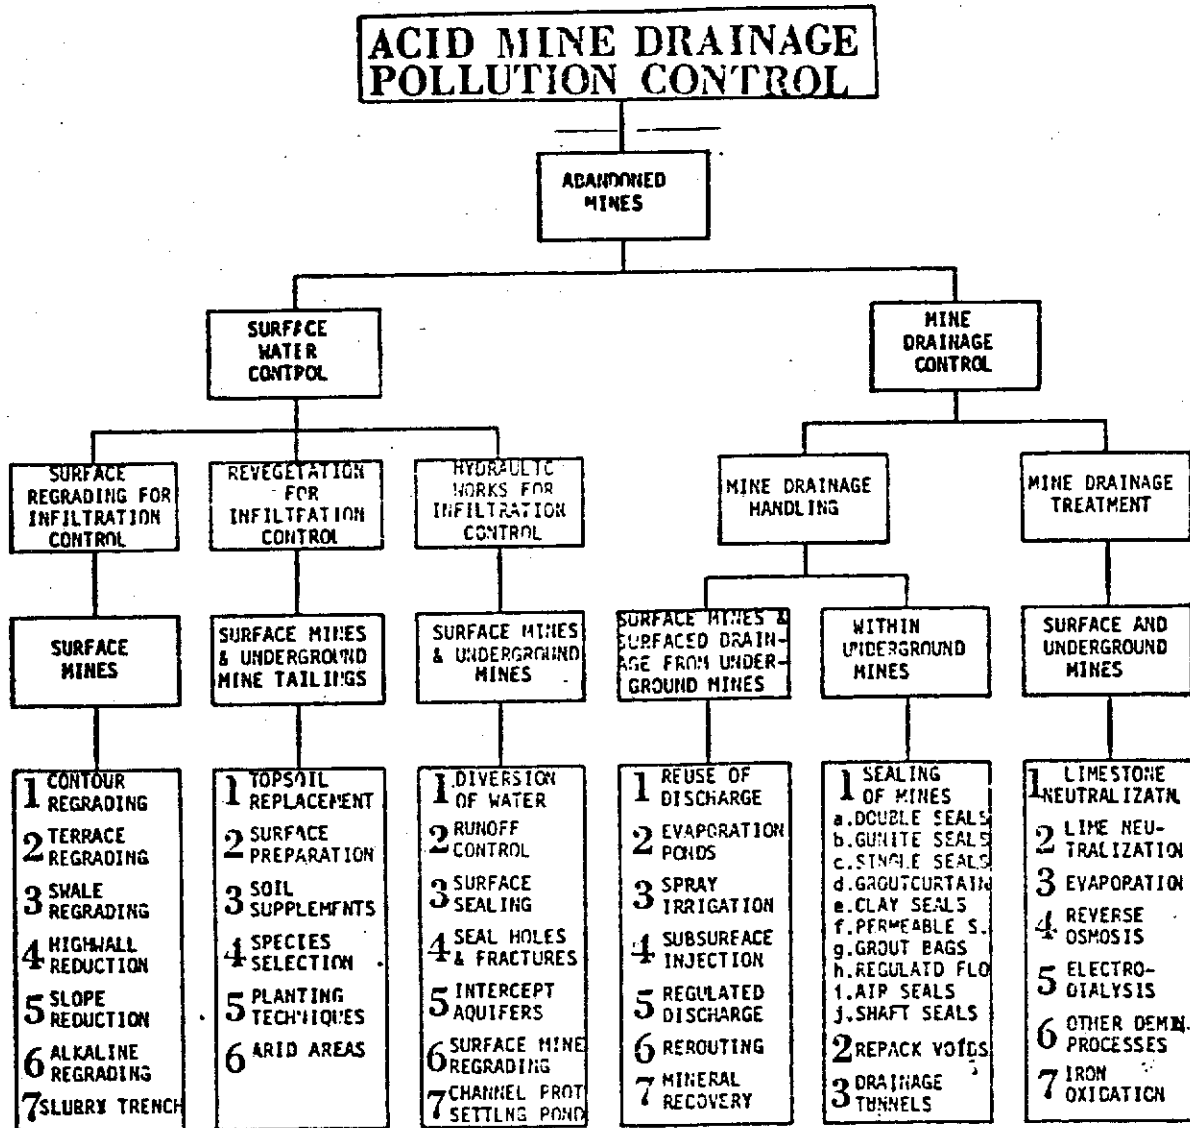 ACID MINE DRAINAGE
POLLUTION CONTROL
ABANDONED
MINES
SURFACE
WATER
CONTROL
MINE
DRAINAGE
CONTROL
SURFACE
REGRADING FOR
INFILTRATION
CONTROL
REVEGETATION
FOR
INFILTRATION
CONTROL
HYDRAULIC
WORKS FOR
INFILTRATION
CONTROL
MINE DRAINAGE
HANDLING
MINE DRAINAGE
TREATMENT
SURFACE
MINES
SURFACE MINES
& UNDERGROUND
MINE TAILINGS
SURFACE MINES
& UNDERGROUND
MINES
SURFACE MINES &
SURFACED DRAIN-
AGE FROM UNDER-
GROUND MINES
WITHIN
UNDERGROUND
MINES
SURFACE AND
UNDERGROUND
MINES
1 CONTOUR
REGRADING
2 TERRACE
REGRADING
3 SWALE
REGRADING
4 HIGHWALL
REDUCTION
5 SLOPE
REDUCTION
6 ALKALINE
REGRADING
7 SLURRY TRENCH
1 TOPSOIL
REPLACEMENT
2 SURFACE
PREPARATION
3 SOIL
SUPPLEMENTS
4 SPECIES
SELECTION
5 PLANTING
TECHNIQUES
6 ARID AREAS
1 DIVERSION
OF WATER
2 RUNOFF
CONTROL
3 SURFACE
SEALING
4 SEAL HOLES
& FRACTURES
5 INTERCEPT
AQUIFERS
6 SURFACE MINE
REGRADING
7 CHANNEL PROT
SETTLNG POND
1 REUSE OF
DISCHARGE
2 EVAPORATION
PONDS
3 SPRAY
IRRIGATION
4 SUBSURFACE
INJECTION
5 REGULATED
DISCHARGE
6 REROUTING
7 MINERAL
RECOVERY
1 SEALING
OF MINES
a.DOUBLE SEALS
b.GUNITE SEALS
c.SINGLE SEALS
d.GROUTCURTAIN
e.CLAY SEALS
f.PERMEABLE S.
g.GROUT BAGS
h.REGULATD FLO
i.AIR SEALS
j.SHAFT SEALS
2 REPACK VOIDS
3 DRAINAGE
TUNNELS
1 LIMESTONE
NEUTRALIZATN.
2 LIME NEU-
TRALIZATION
3 EVAPORATION
4 REVERSE
OSMOSIS
5 ELECTRO-
DIALYSIS
6 OTHER DEMIN.
PROCESSES
7 IRON
OXIDATION